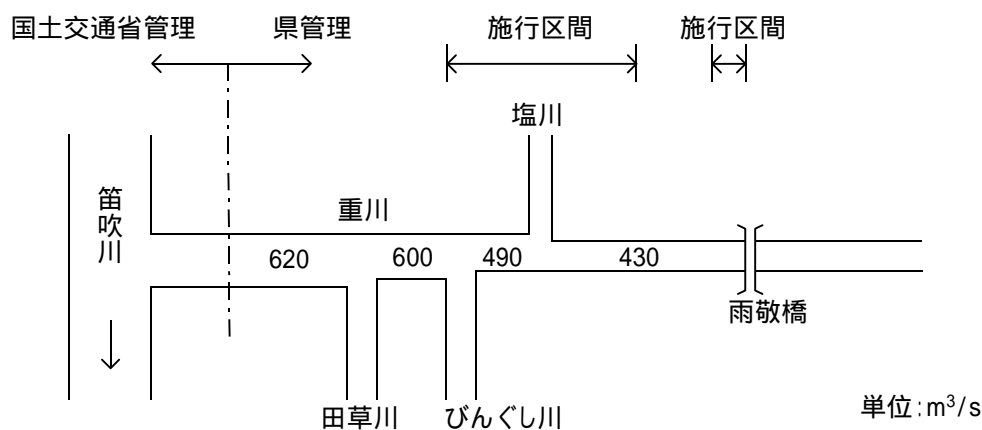 国土交通省管理
県管理
施行区間
施行区間
塩川
笛吹川
重川
620
600
490
430
雨敬橋
田草川
びんぐし川
単位:m³/s